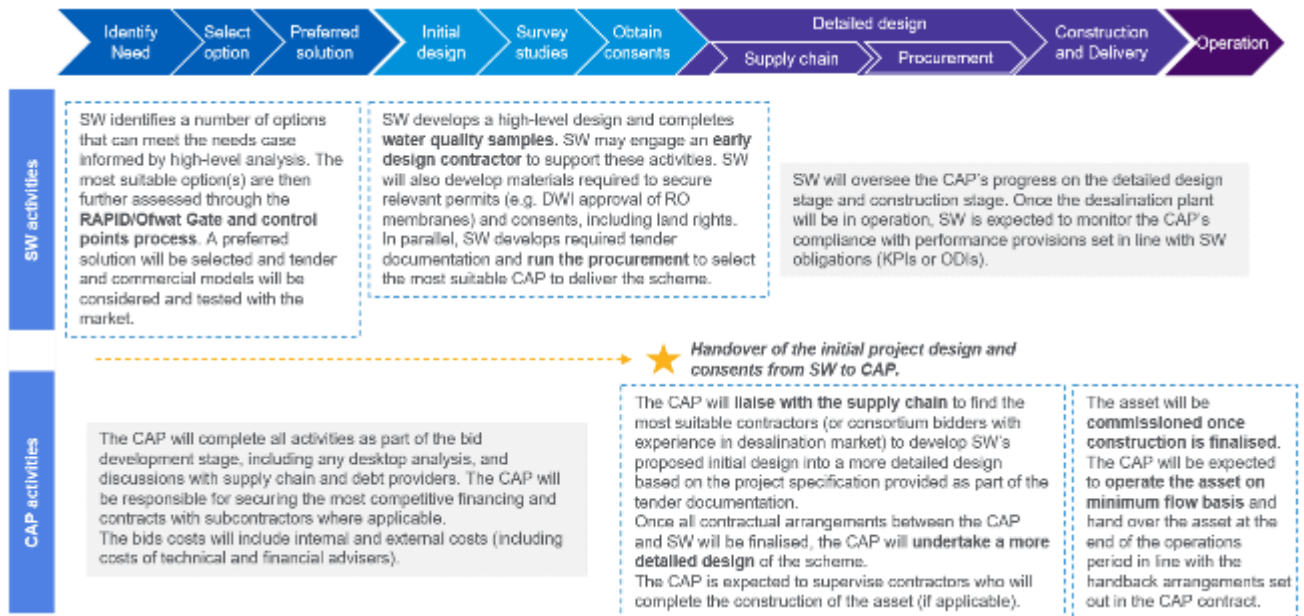 Identify
Need
Select
option
Preferred
solution
Initial
design
Survey
studies
Obtain
consents
Detailed design
Supply chain
Procurement
Construction
and Delivery
Operation
SW activities
SW identifies a number of options
that can meet the needs case
informed by high-level analysis. The
most suitable option(s) are then
further assessed through the
RAPID/Ofwat Gate and control
points process. A preferred
solution will be selected and tender
and commercial models will be
considered and tested with the
market.
SW develops a high-level design and completes
water quality samples. SW may engage an early
design contractor to support these activities. SW
will also develop materials required to secure
relevant permits (e.g. DWI approval of RO
membranes) and consents, including land rights.
In parallel, SW develops required tender
documentation and run the procurement to select
the most suitable CAP to deliver the scheme.
SW will oversee the CAP's progress on the detailed design
stage and construction stage. Once the desalination plant
will be in operation, SW is expected to monitor the CAP's
compliance with performance provisions set in line with SW
obligations (KPIs or ODIs).
Handover of the initial project design and
consents from SW to CAP.
CAP activities
The CAP will complete all activities as part of the bid
development stage, including any desktop analysis, and
discussions with supply chain and debt providers. The CAP will
be responsible for securing the most competitive financing and
contracts with subcontractors where applicable.
The bids costs will include internal and external costs (including
costs of technical and financial advisers).
The CAP will liaise with the supply chain to find the
most suitable contractors (or consortium bidders with
experience in desalination market) to develop SW's
proposed initial design into a more detailed design
based on the project specification provided as part of the
tender documentation.
Once all contractual arrangements between the CAP
and SW will be finalised, the CAP will undertake a more
detailed design of the scheme.
The CAP is expected to supervise contractors who will
complete the construction of the asset (if applicable).
The asset will be
commissioned once
construction is finalised.
The CAP will be expected
to operate the asset on
minimum flow basis and
hand over the asset at the
end of the operations
period in line with the
handback arrangements set
out in the CAP contract.